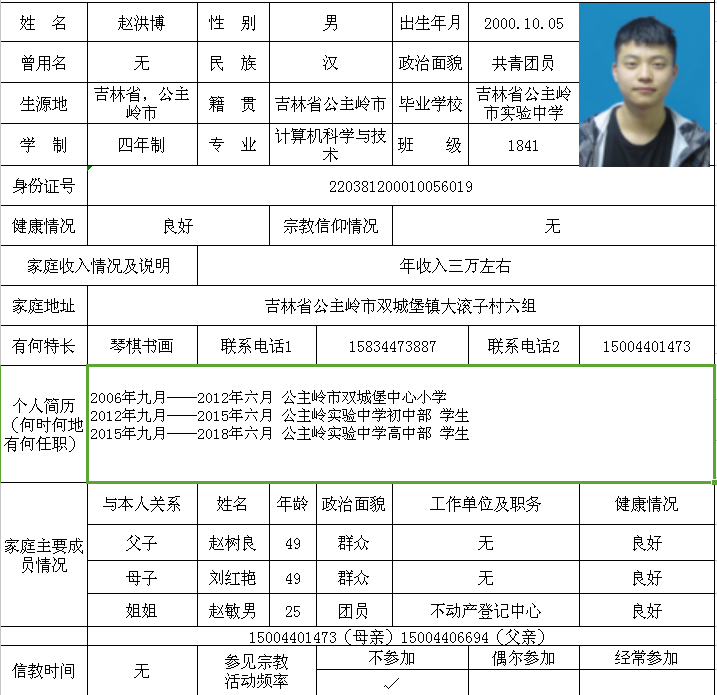 姓 名 赵洪博 性 别 男 出生年月 2000.10.05
曾用名 无 民 族 汉 政治面貌 共青团员
生源地 吉林省，公主岭市 籍 贯 吉林省公主岭市 毕业学校 吉林省公主岭市实验中学
学 制 四年制 专 业 计算机科学与技术 班 级 1841
身份证号 220381200010056019
健康情况 良好 宗教信仰情况 无
家庭收入情况及说明 年收入三万左右
家庭地址 吉林省公主岭市双城堡镇大滚子村六组
有何特长 琴棋书画 联系电话1 15834473887 联系电话2 15004401473
个人简历
（何时何地
有何任职）
2006年九月——2012年六月 公主岭市双城堡中心小学
2012年九月——2015年六月 公主岭实验中学初中部 学生
2015年九月——2018年六月 公主岭实验中学高中部 学生
家庭主要成
员情况
与本人关系 姓名 年龄 政治面貌 工作单位及职务 健康情况
父子 赵树良 49 群众 无 良好
母子 刘红艳 49 群众 无 良好
姐姐 赵敏男 25 团员 不动产登记中心 良好
15004401473（母亲）15004406694（父亲）
信教时间 无 参见宗教
活动频率 不参加 偶尔参加 经常参加
✓